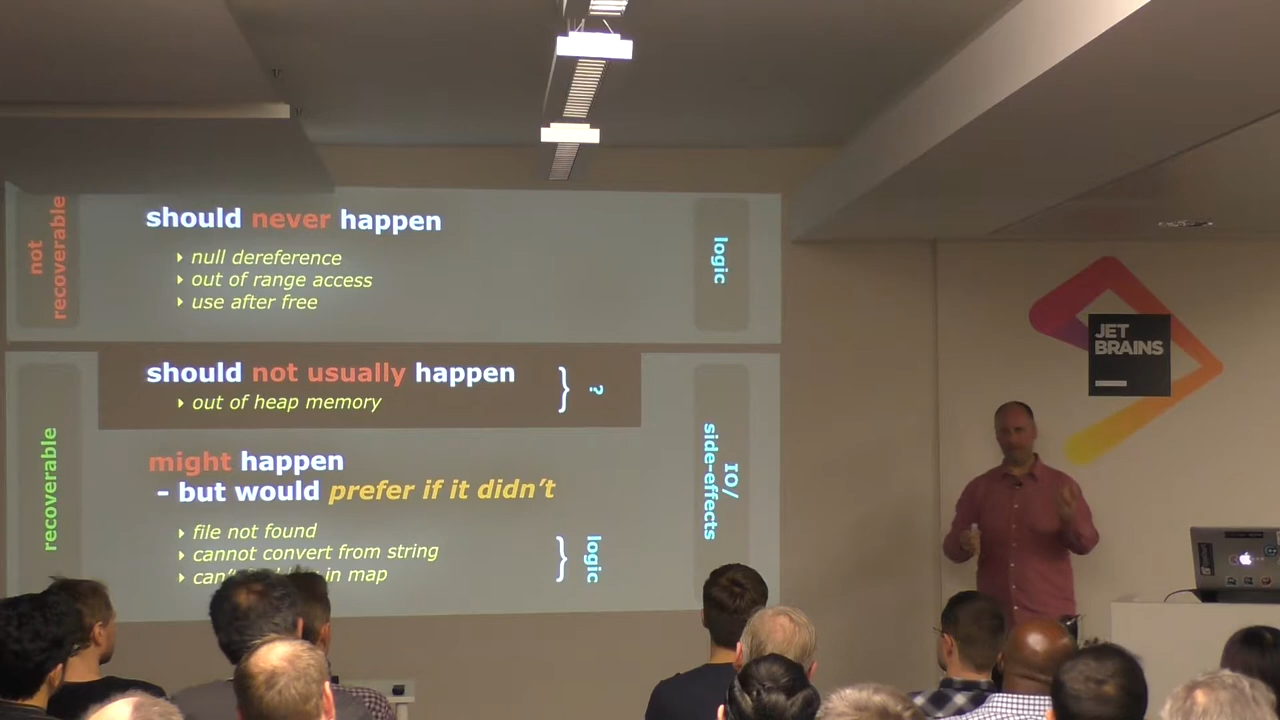 not
recoverable
should never happen
null dereference
out of range access
use after free
logic
should not usually happen
out of heap memory
} ?
recoverable
might happen
- but would prefer if it didn't
file not found
cannot convert from string
can't in map
} logic
IO/
side-effects
JET
BRAINS